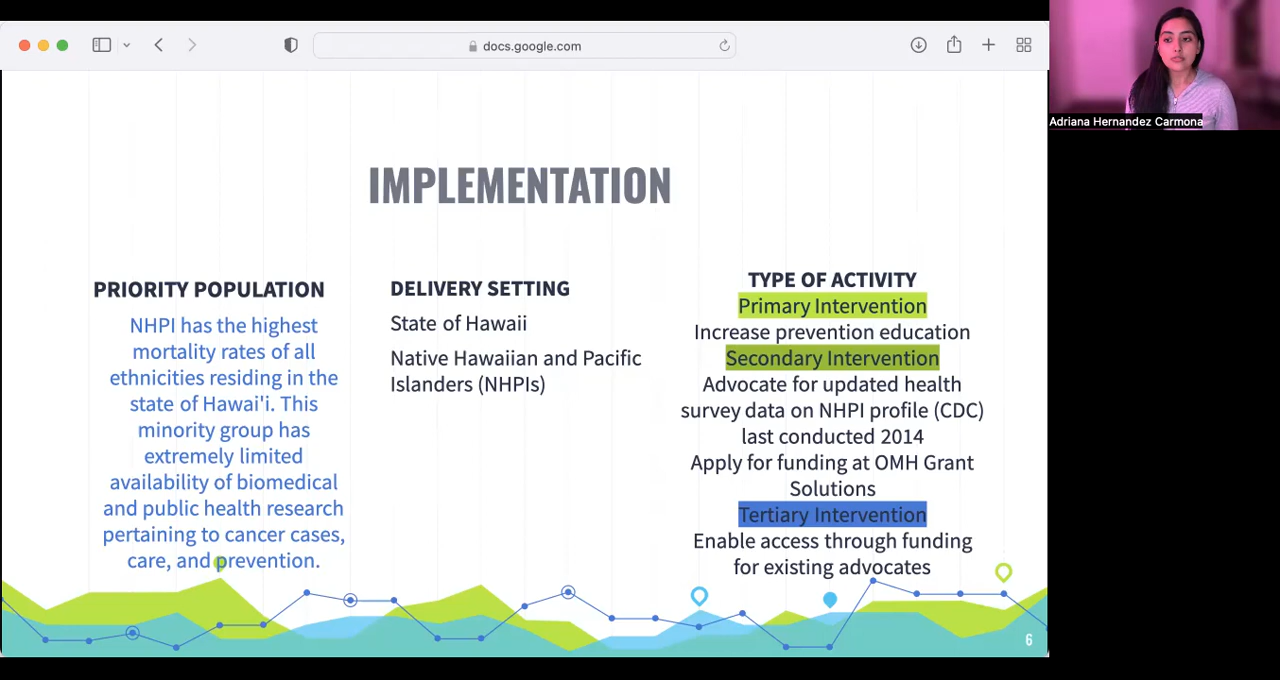 docs.google.com
Adriana Hernandez Carmona
IMPLEMENTATION
PRIORITY POPULATION
NHPI has the highest
mortality rates of all
ethnicities residing in the
state of Hawai'i. This
minority group has
extremely limited
availability of biomedical
and public health research
pertaining to cancer cases,
care, and prevention.
DELIVERY SETTING
State of Hawaii
Native Hawaiian and Pacific
Islanders (NHPIs)
TYPE OF ACTIVITY
Primary Intervention
Increase prevention education
Secondary Intervention
Advocate for updated health
survey data on NHPI profile (CDC)
last conducted 2014
Apply for funding at OMH Grant
Solutions
Tertiary Intervention
Enable access through funding
for existing advocates
6